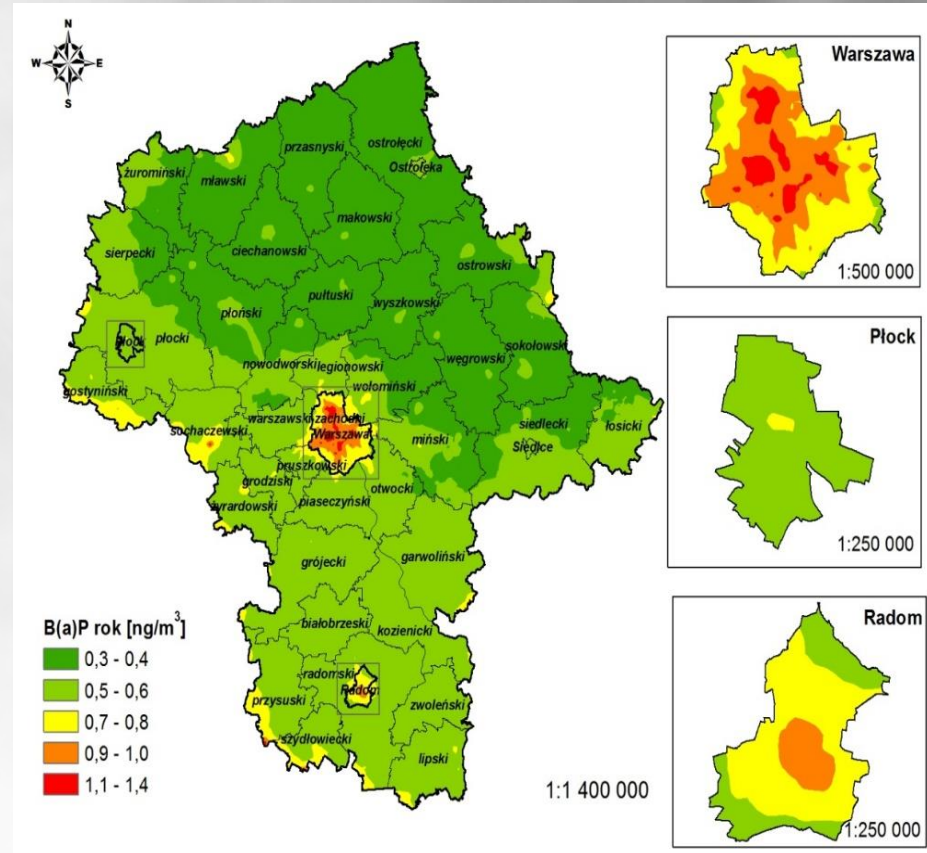 N
W E
S
Warszawa
1:500 000
Płock
1:250 000
Radom
1:250 000
żuromiński
mławski
przasnyski
ostrołęcki
Ostrołęka
makowski
sierpecki
ciechanowski
ostrowski
pułtuski
wyszkowski
płoński
Płock
płocki
sokołowsk
węgrowski
nowodworski
legionowski
wołomiński
gostyniński
sochaczewski
warszawski-zachodni
Warszawa
miński
siedlecki
Siedlce
łosicki
pruszkowski
grodziski
otwocki
żyrardowski
piaseczyński
grójecki
garwoliński
białobrzeski
kozienicki
radomski
Radom
przysuski
zwoleński
szydłowiecki
lipski
B(a)P rok [ng/m³]
0,3 - 0,4
0,5 - 0,6
0,7 - 0,8
0,9 - 1,0
1,1 - 1,4
1:1 400 000